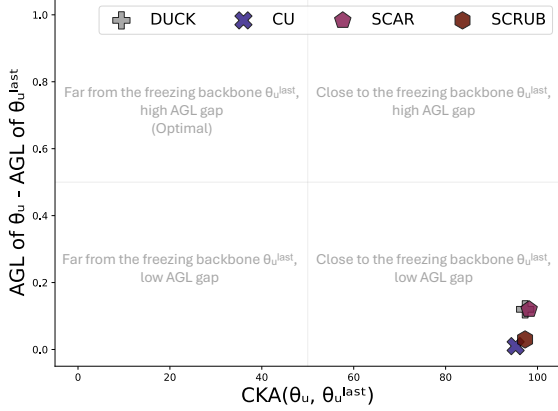 DUCK CU SCAR SCRUB
1.0
0.8
0.6
0.4
0.2
0.0
AGL of θᵤ - AGL of θᵤˡᵃˢᵗ
Far from the freezing backbone θᵤˡᵃˢᵗ,
high AGL gap
(Optimal)
Close to the freezing backbone θᵤˡᵃˢᵗ,
high AGL gap
Far from the freezing backbone θᵤˡᵃˢᵗ,
low AGL gap
Close to the freezing backbone θᵤˡᵃˢᵗ,
low AGL gap
0 20 40 60 80 100
CKA(θᵤ, θᵤˡᵃˢᵗ)